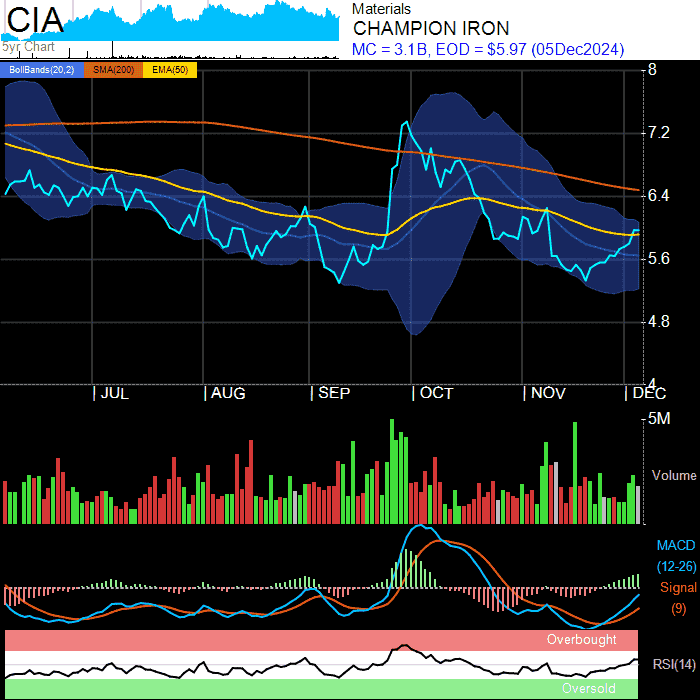 CIA
5yr Chart
Materials
CHAMPION IRON
MC = 3.1B, EOD = $5.97 (05Dec2024)
BollBands(20,2) SMA(200) EMA(50)
8
7.2
6.4
5.6
4.8
4
JUL AUG SEP OCT NOV DEC
5M
Volume
MACD
(12-26)
Signal
(9)
Overbought
RSI(14)
Oversold